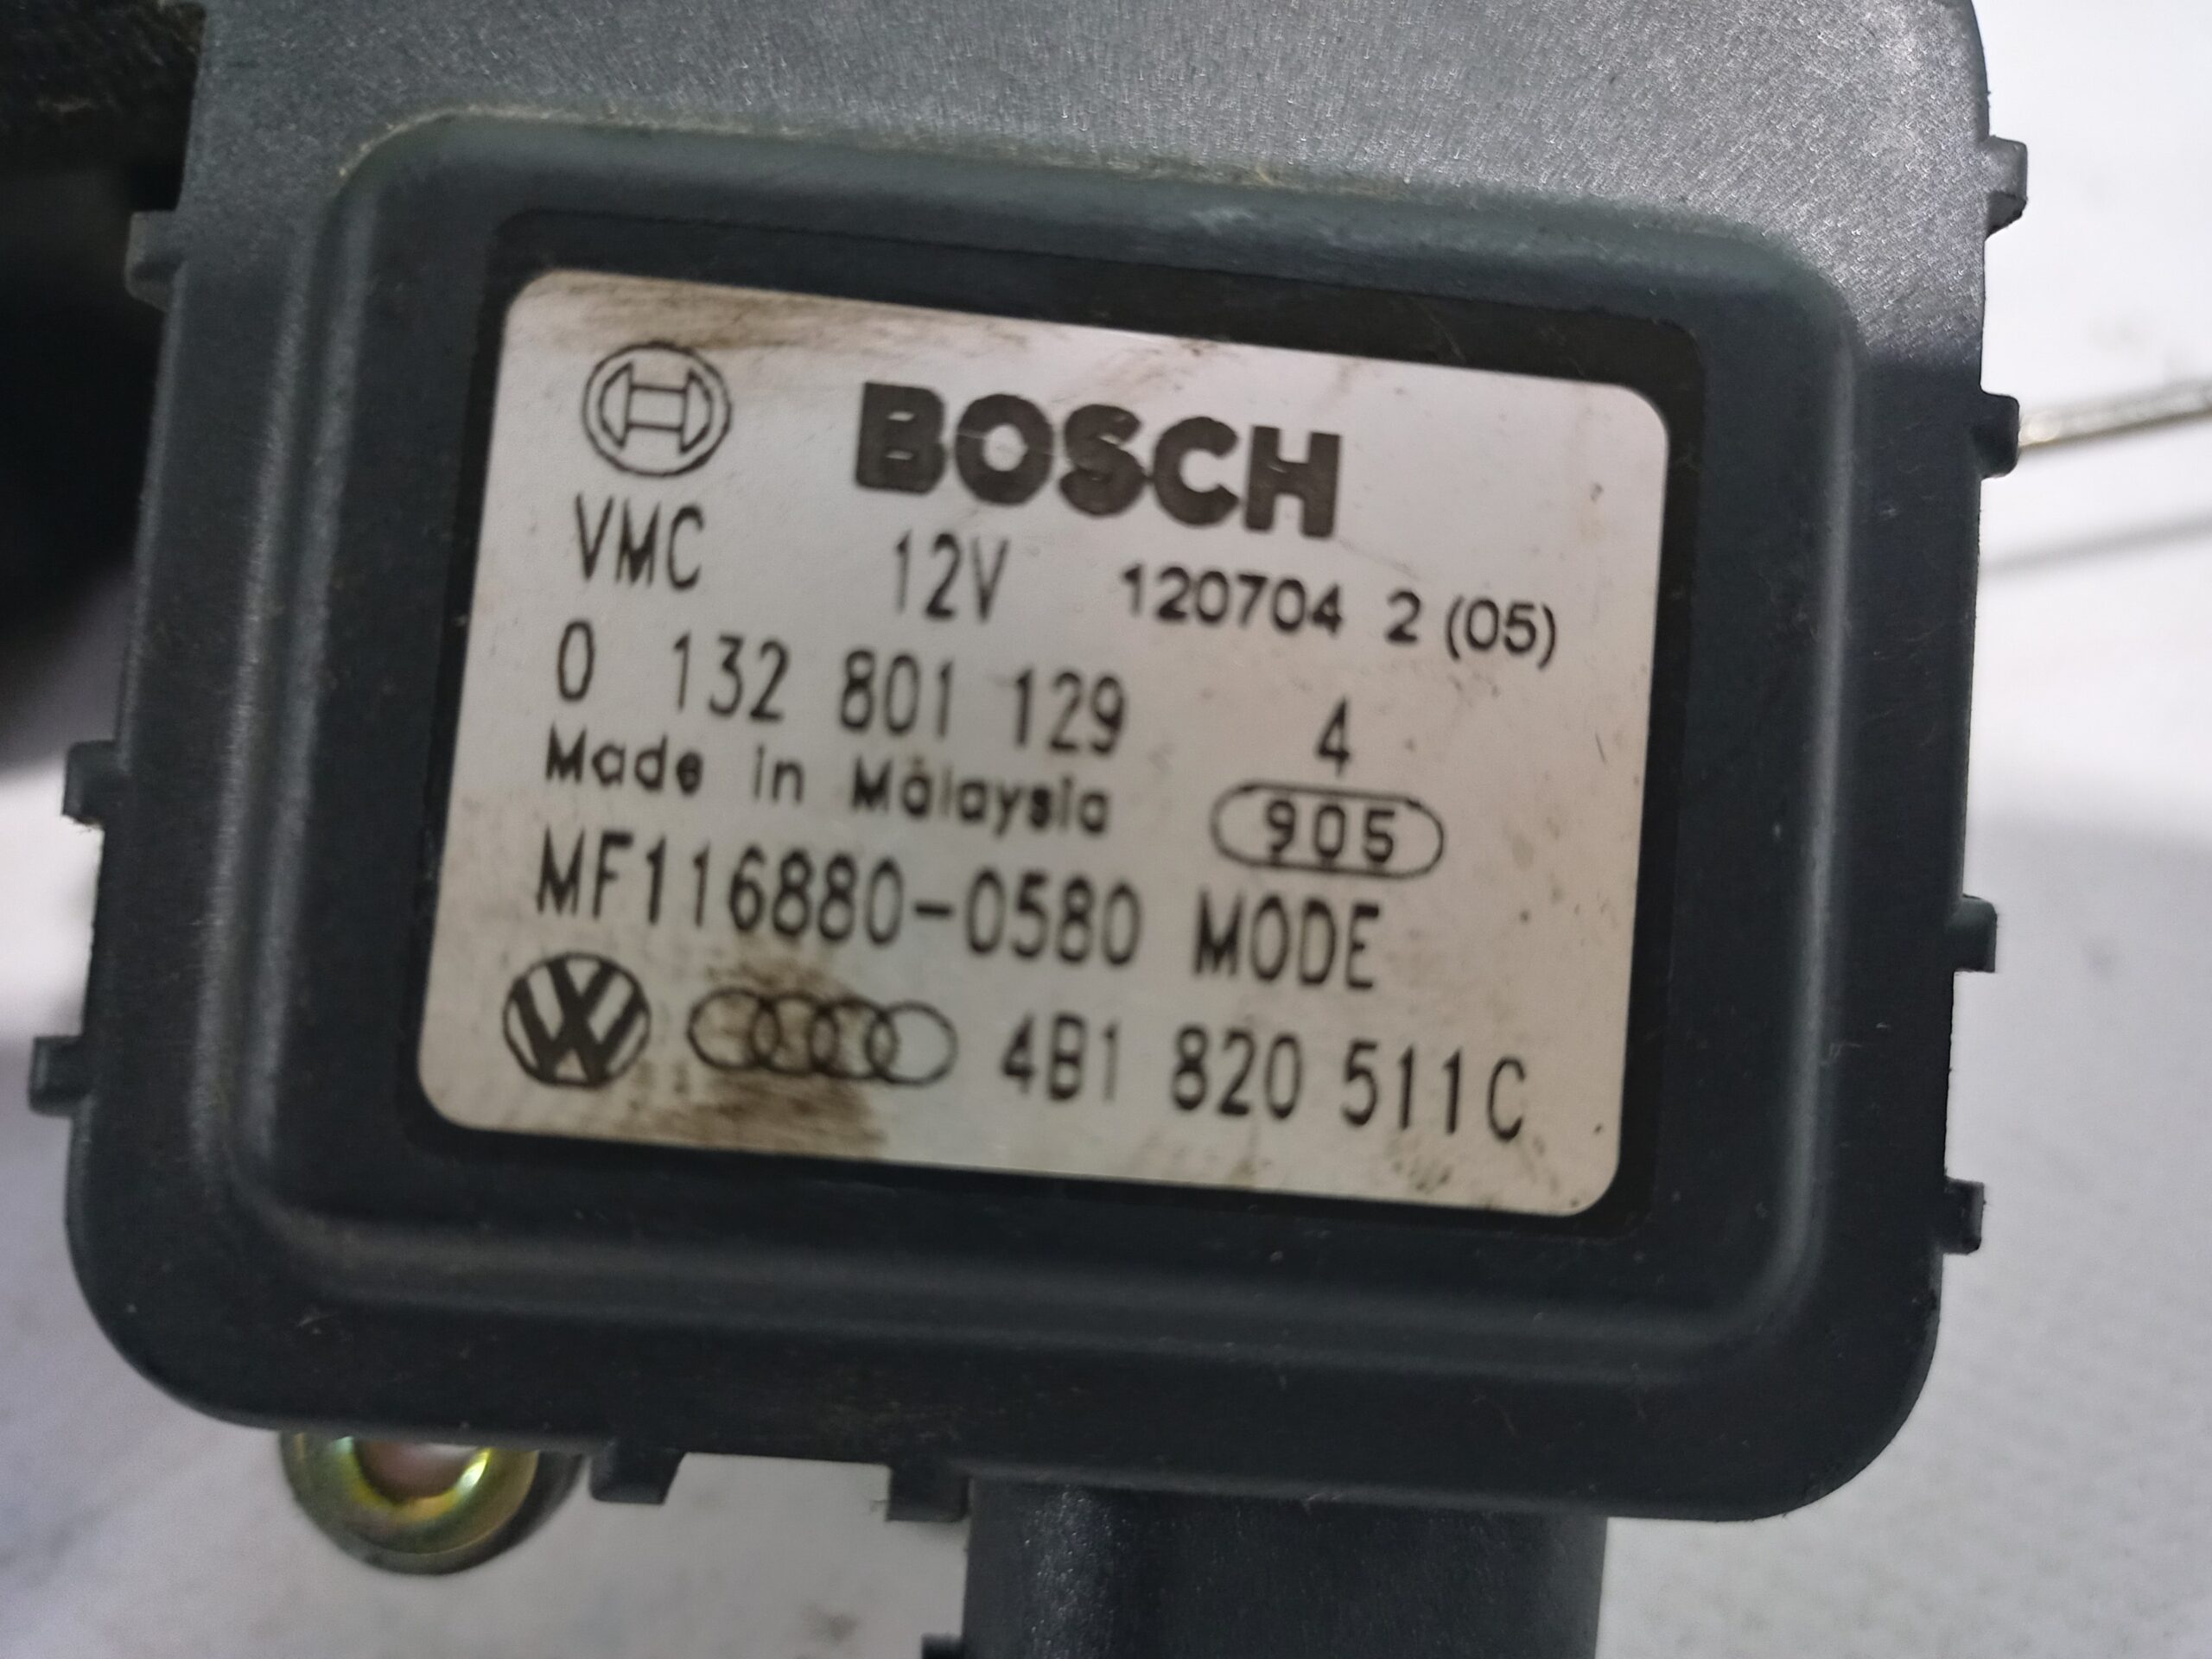 BOSCH
VMC 12V 120704 2 (05)
0 132 801 129 4
Made in Malaysia 905
MF116880-0580 MODE
4B1 820 511C